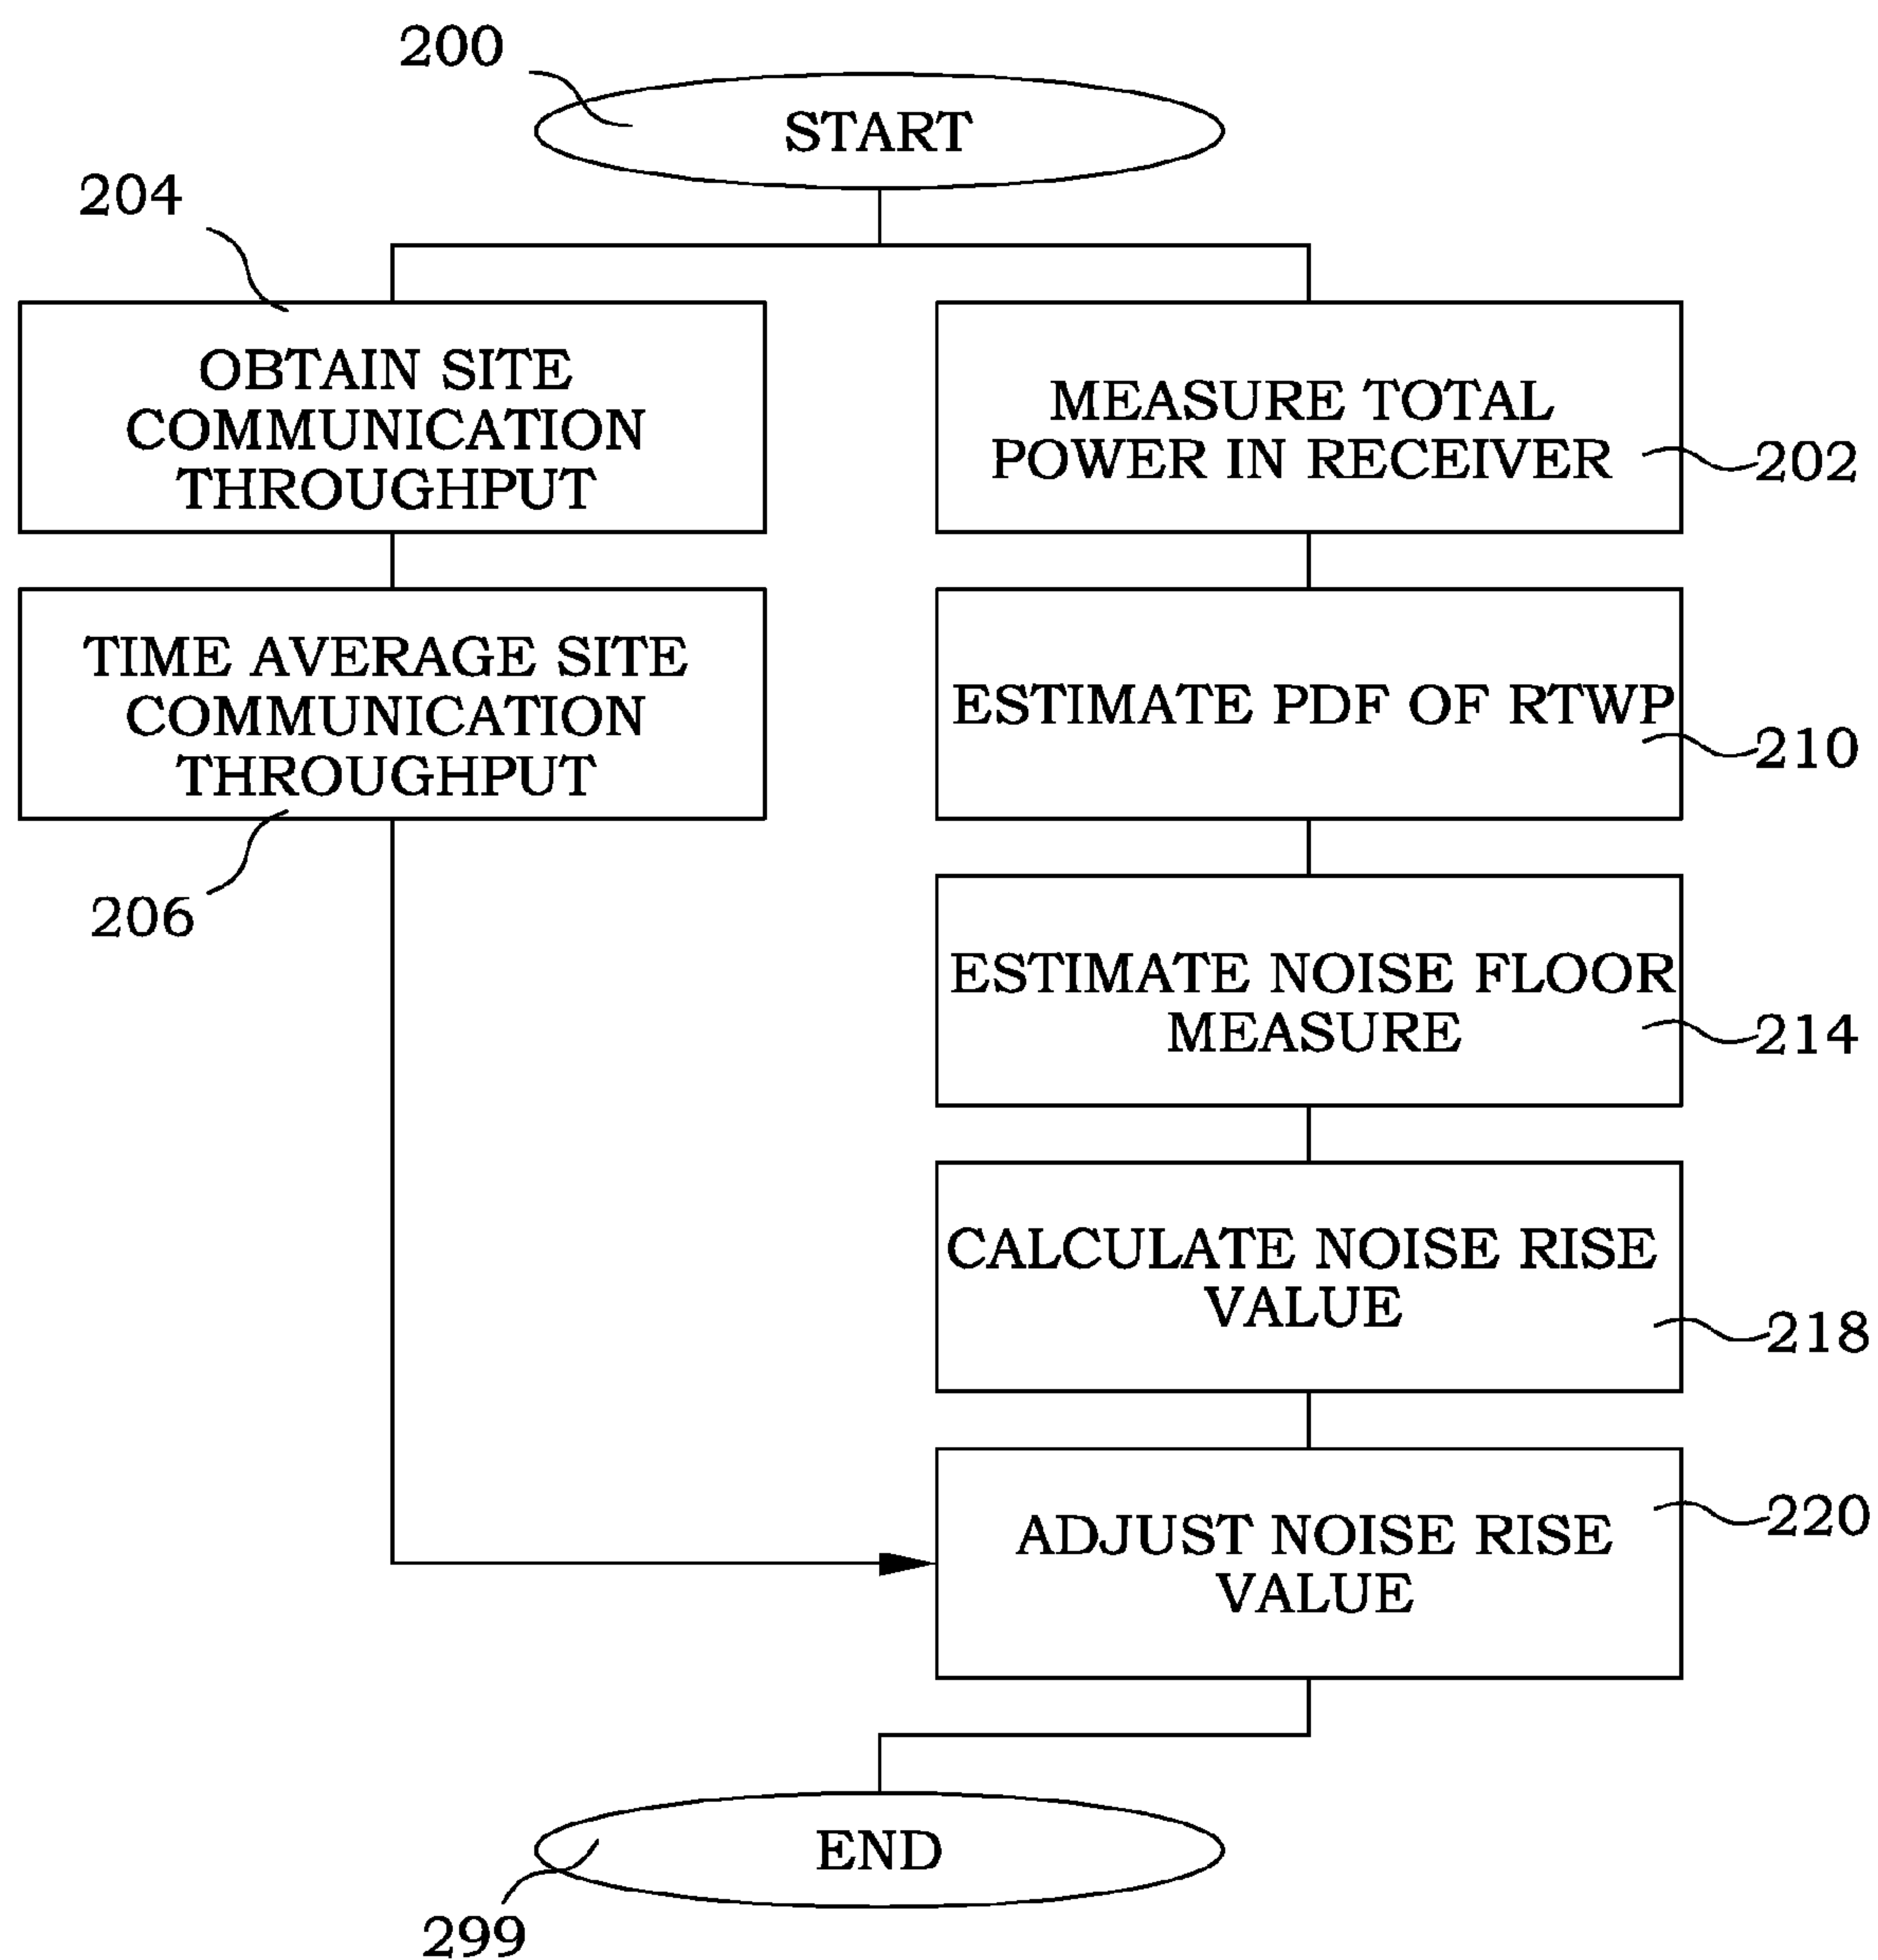 200
START
204
OBTAIN SITE
COMMUNICATION
THROUGHPUT
MEASURE TOTAL
POWER IN RECEIVER
202
TIME AVERAGE SITE
COMMUNICATION
THROUGHPUT
206
ESTIMATE PDF OF RTWP
210
ESTIMATE NOISE FLOOR
MEASURE
214
CALCULATE NOISE RISE
VALUE
218
ADJUST NOISE RISE
VALUE
220
END
299